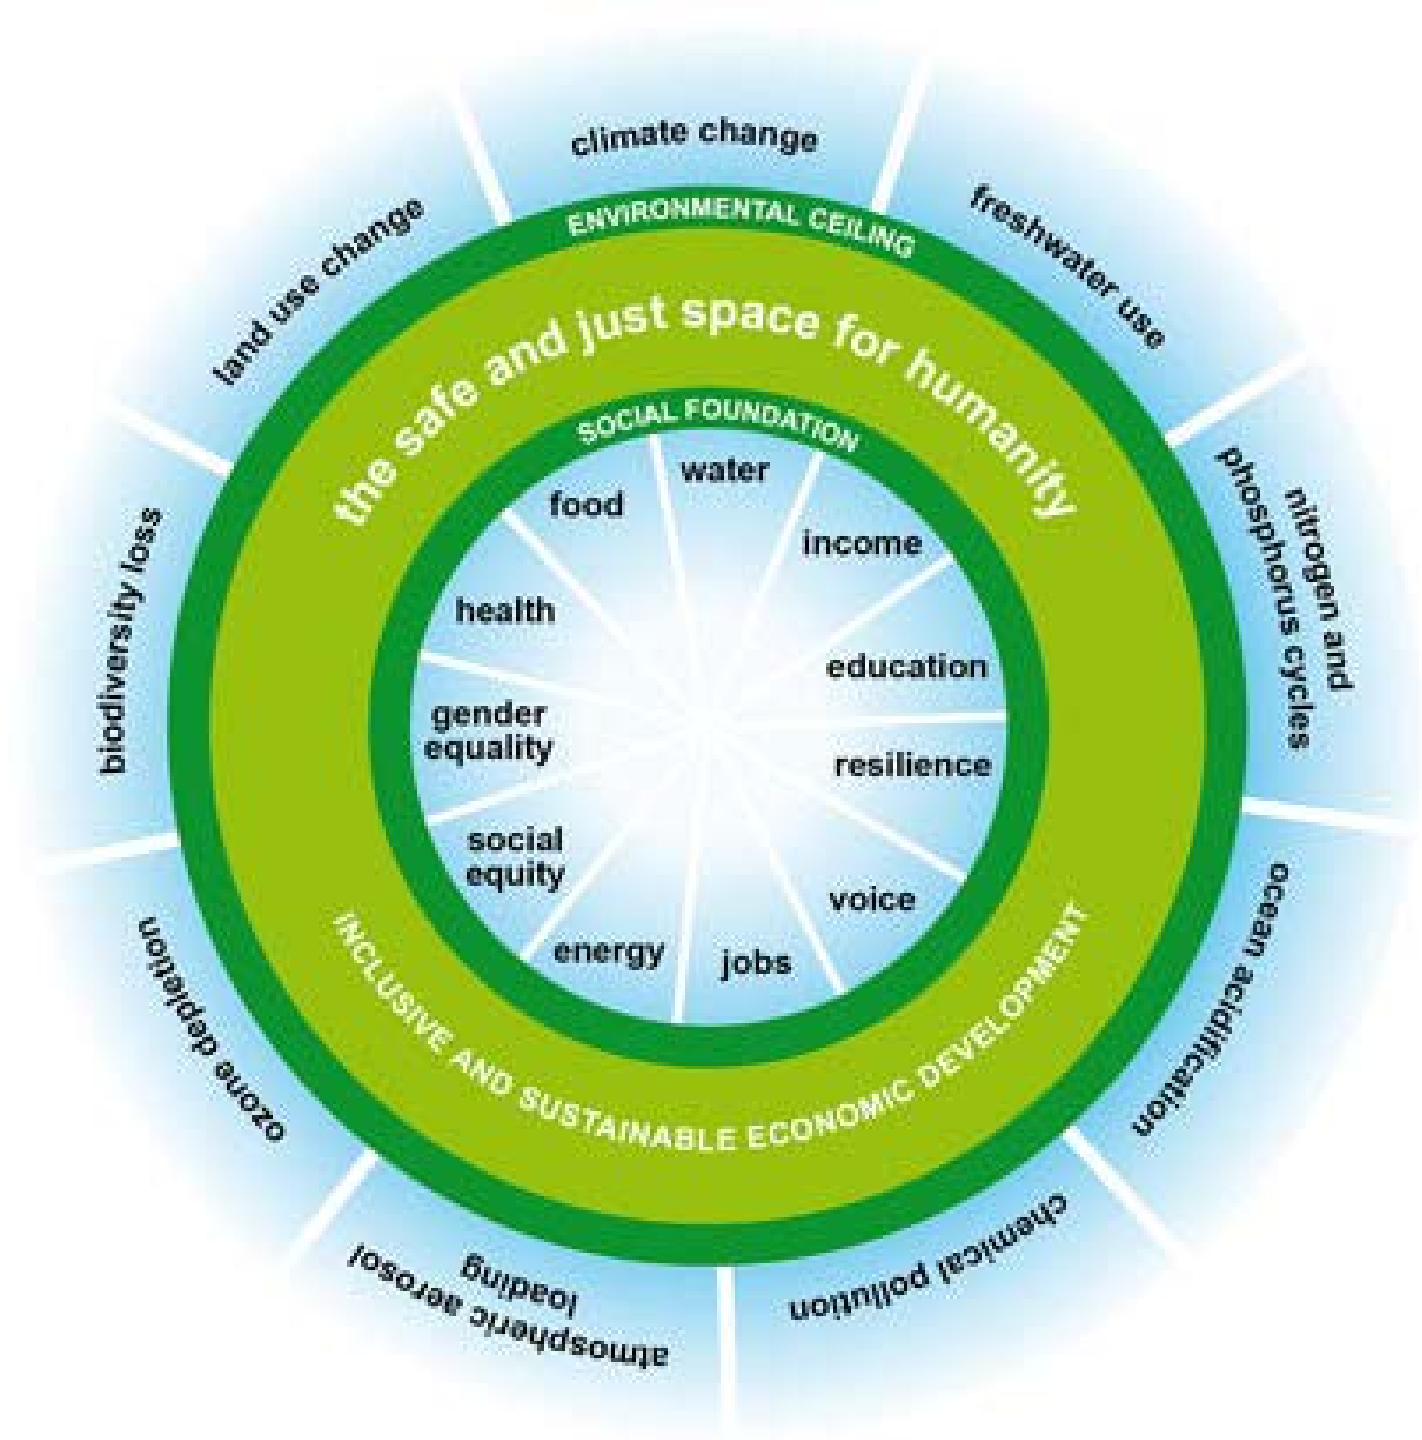 climate change
freshwater use
nitrogen and
phosphorus cycles
ocean acidification
chemical pollution
atmospheric aerosol
loading
ozone depletion
biodiversity loss
land use change
ENVIRONMENTAL CEILING
the safe and just space for humanity
SOCIAL FOUNDATION
water
income
education
resilience
voice
jobs
energy
social
equity
gender
equality
health
food
INCLUSIVE AND SUSTAINABLE ECONOMIC DEVELOPMENT